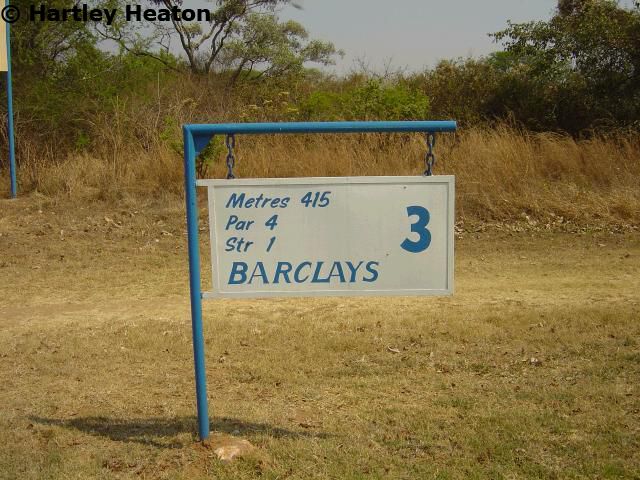 © Hartley Heaton
Metres 415
Par 4
Str 1
3
BARCLAYS